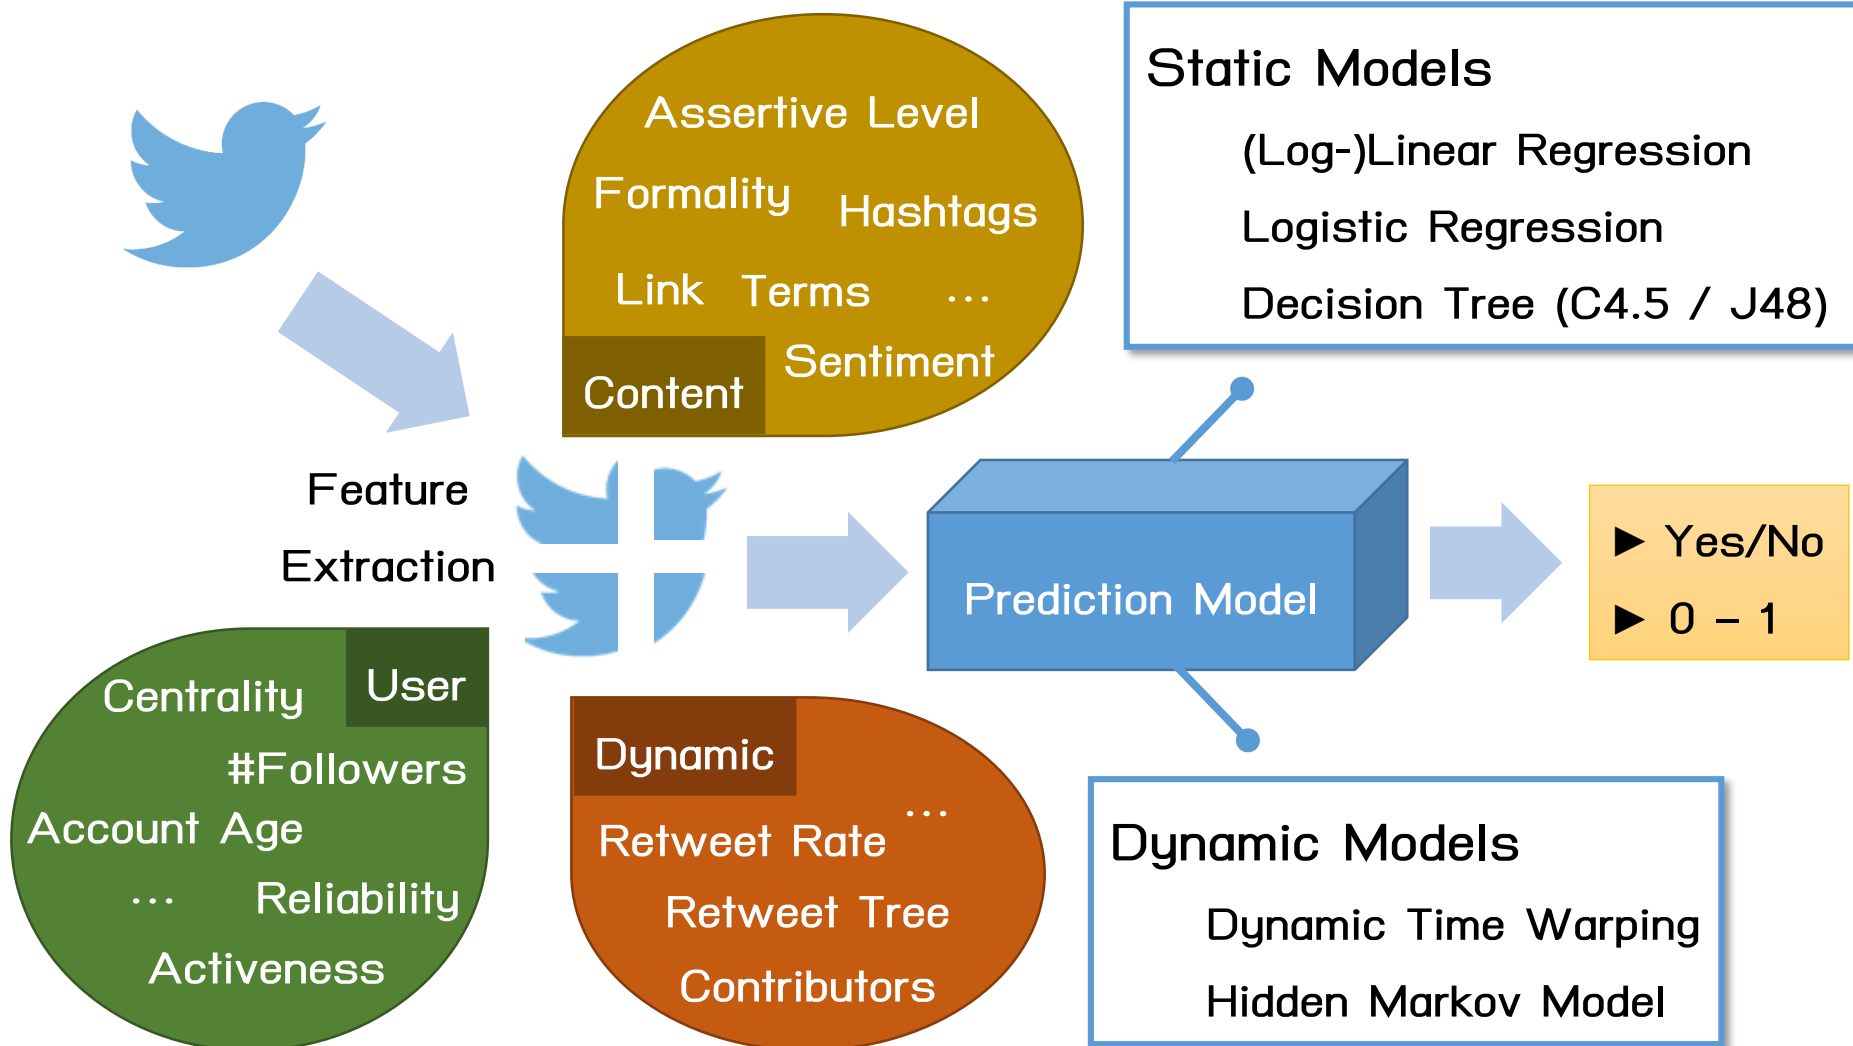 Assertive Level
Formality
Hashtags
Link
Terms
...
Sentiment
Content
Static Models
(Log-)Linear Regression
Logistic Regression
Decision Tree (C4.5 / J48)
Feature
Extraction
Prediction Model
► Yes/No
► 0 – 1
User
Centrality
#Followers
Account Age
...
Reliability
Activeness
Dynamic
...
Retweet Rate
Retweet Tree
Contributors
Dynamic Models
Dynamic Time Warping
Hidden Markov Model